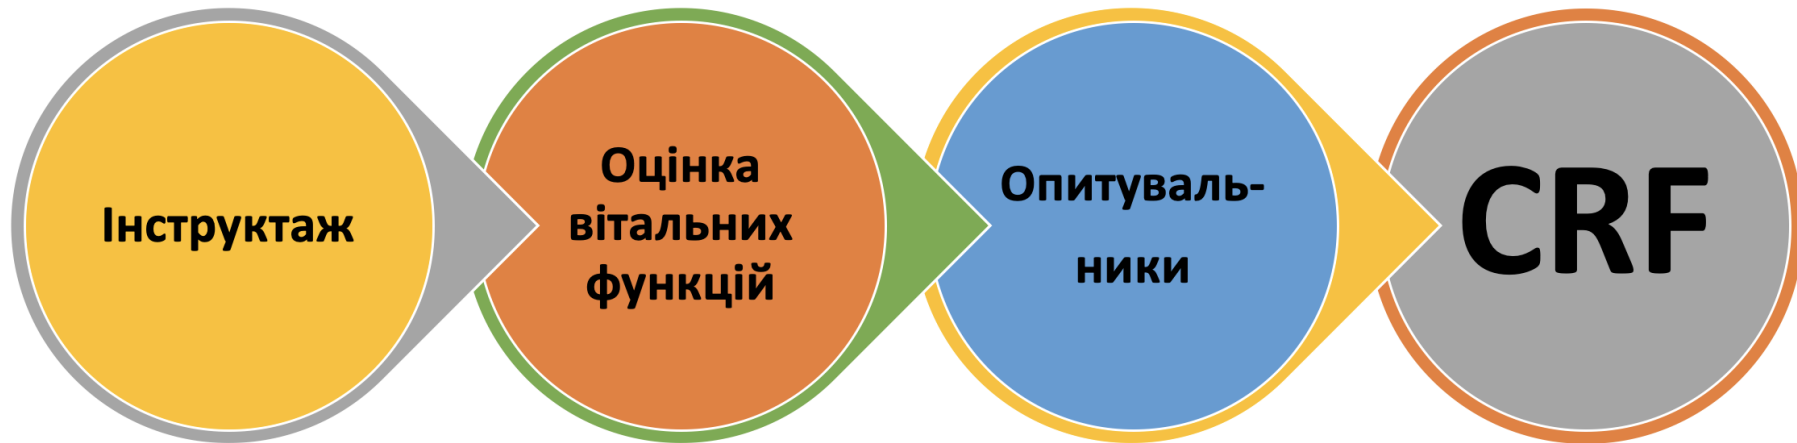 Інструктаж
Оцінка
вітальних
функцій
Опитуваль-
ники
CRF